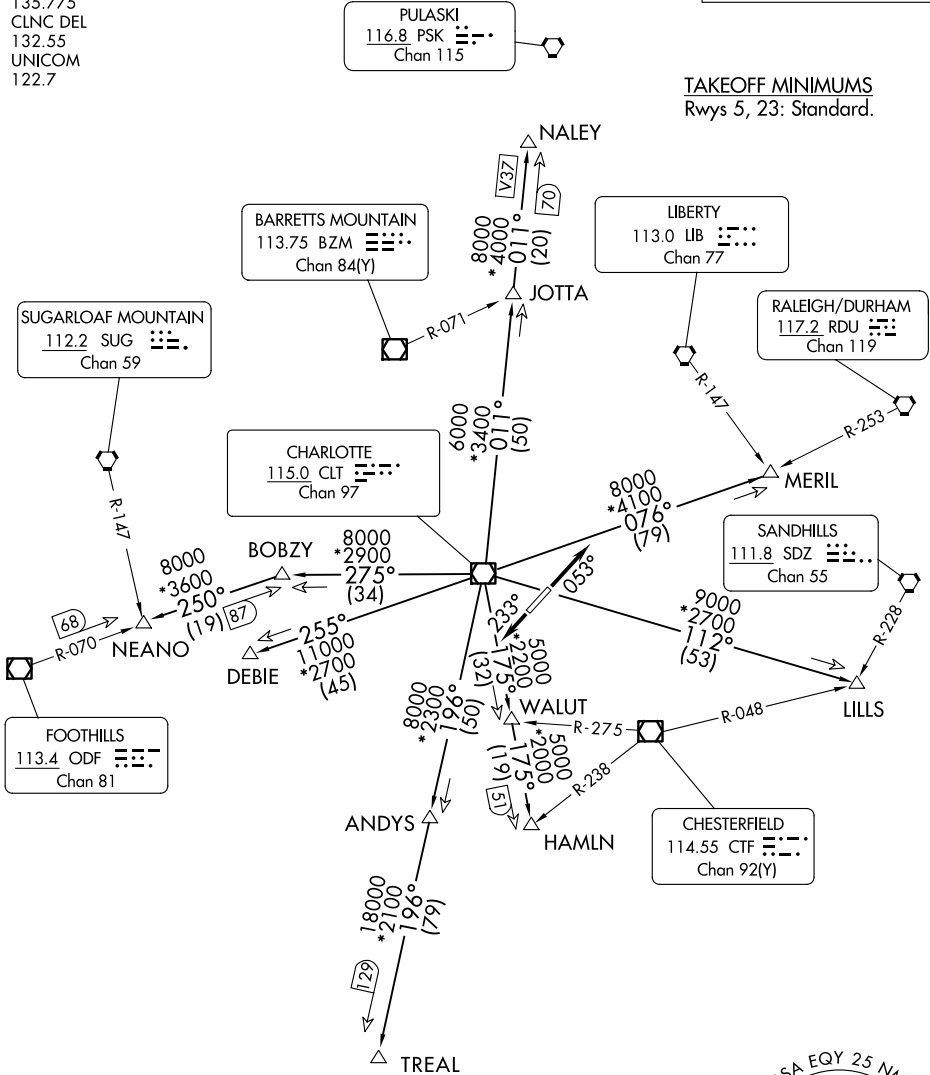 135.775
CLNC DEL
132.55
UNICOM
122.7
PULASKI
116.8 PSK
Chan 115
TAKEOFF MINIMUMS
Rwys 5, 23: Standard.
NALEY
V37
70
8000
*4000
011°
(20)
BARRETTS MOUNTAIN
113.75 BZM
Chan 84(Y)
LIBERTY
113.0 LIB
Chan 77
JOTTA
R-071
SUGARLOAF MOUNTAIN
112.2 SUG
Chan 59
RALEIGH/DURHAM
117.2 RDU
Chan 119
R-147
R-253
6000
*3400
011°
(50)
CHARLOTTE
115.0 CLT
Chan 97
MERIL
8000
*4100
076°
(79)
R-147
SANDHILLS
111.8 SDZ
Chan 55
BOBZY
8000
*2900
275°
(34)
053°
233°
8000
*3600
250°
(19)
87
68
R-070
NEANO
255°
11000
*2700
(45)
DEBIE
9000
*2700
112°
(53)
R-228
LILLS
5000
*2200
175°
(32)
WALUT
R-275
R-048
8000
*2300
196°
(50)
FOOTHILLS
113.4 ODF
Chan 81
5000
*2000
175°
(19)
51
R-238
ANDYS
HAMLN
CHESTERFIELD
114.55 CTF
Chan 92(Y)
18000
*2100
196°
(79)
129
TREAL
EQY 25